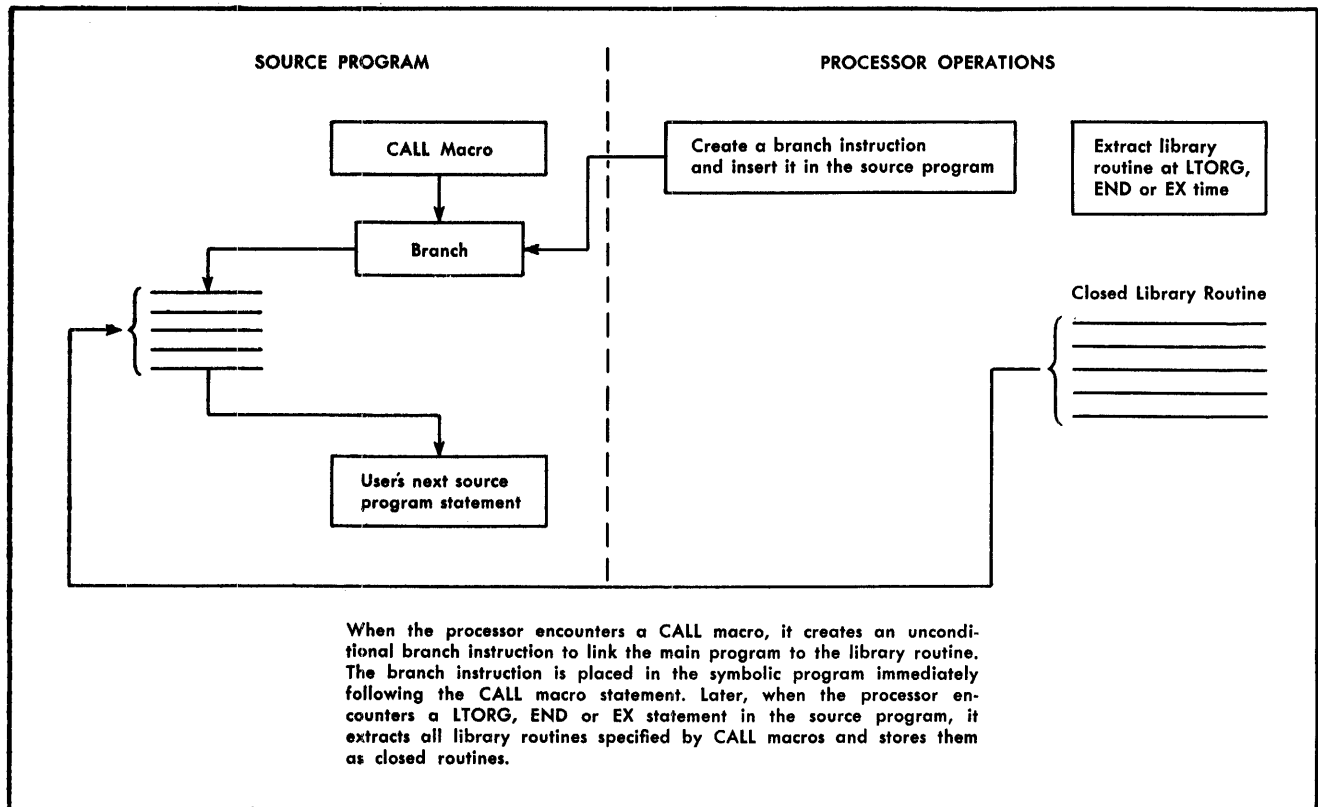 SOURCE PROGRAM
PROCESSOR OPERATIONS
CALL Macro
Branch
User's next source
program statement
Create a branch instruction
and insert it in the source program
Extract library
routine at LTORG,
END or EX time
Closed Library Routine
When the processor encounters a CALL macro, it creates an uncondi-
tional branch instruction to link the main program to the library routine.
The branch instruction is placed in the symbolic program immediately
following the CALL macro statement. Later, when the processor en-
counters a LTORG, END or EX statement in the source program, it
extracts all library routines specified by CALL macros and stores them
as closed routines.